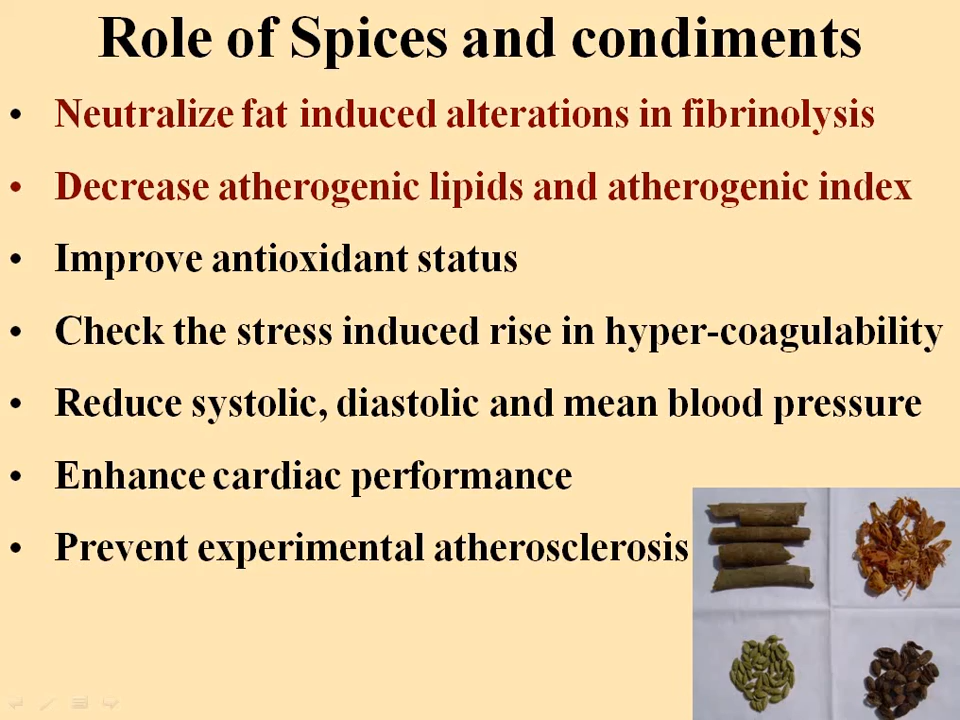 Role of Spices and condiments
• Neutralize fat induced alterations in fibrinolysis
• Decrease atherogenic lipids and atherogenic index
• Improve antioxidant status
• Check the stress induced rise in hyper-coagulability
• Reduce systolic, diastolic and mean blood pressure
• Enhance cardiac performance
• Prevent experimental atherosclerosis